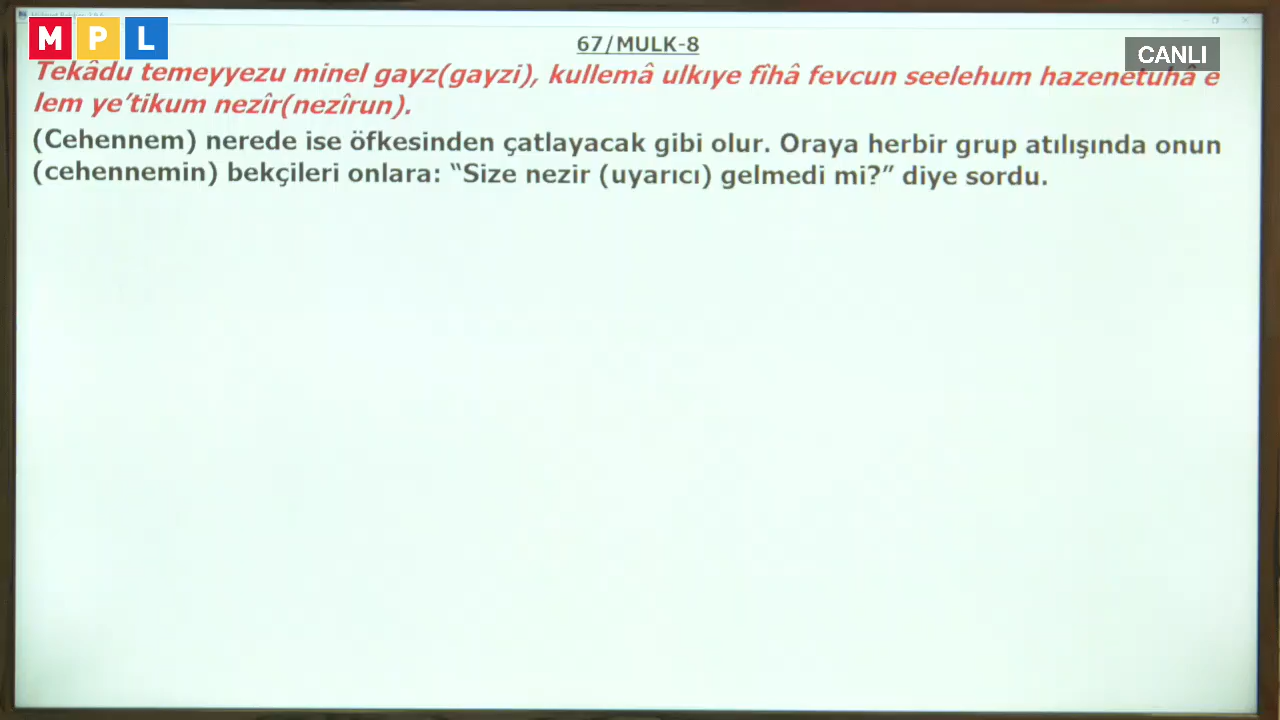 MPL
67/MULK-8
CANLI
Tekâdu temeyyezu minel gayz(gayzi), kullemâ ulkıye fîhâ fevcun seelehum hazenetuhâ e
lem ye’tikum nezîr(nezîrun).
(Cehennem) nerede ise öfkesinden çatlayacak gibi olur. Oraya herbir grup atılışında onun
(cehennemin) bekçileri onlara: “Size nezir (uyarıcı) gelmedi mi?” diye sordu.